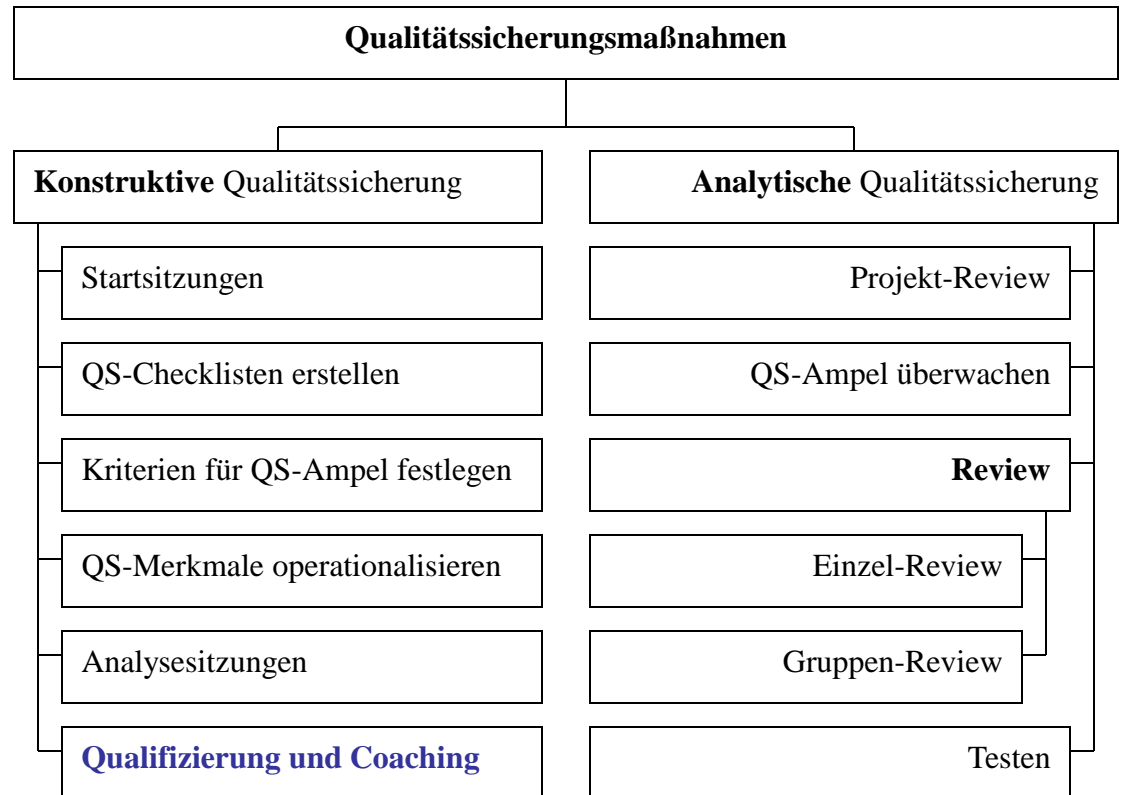 Qualitätssicherungsmaßnahmen
Konstruktive Qualitätssicherung
Startsitzungen
QS-Checklisten erstellen
Kriterien für QS-Ampel festlegen
QS-Merkmale operationalisieren
Analysesitzungen
Qualifizierung und Coaching
Analytische Qualitätssicherung
Projekt-Review
QS-Ampel überwachen
Review
Einzel-Review
Gruppen-Review
Testen